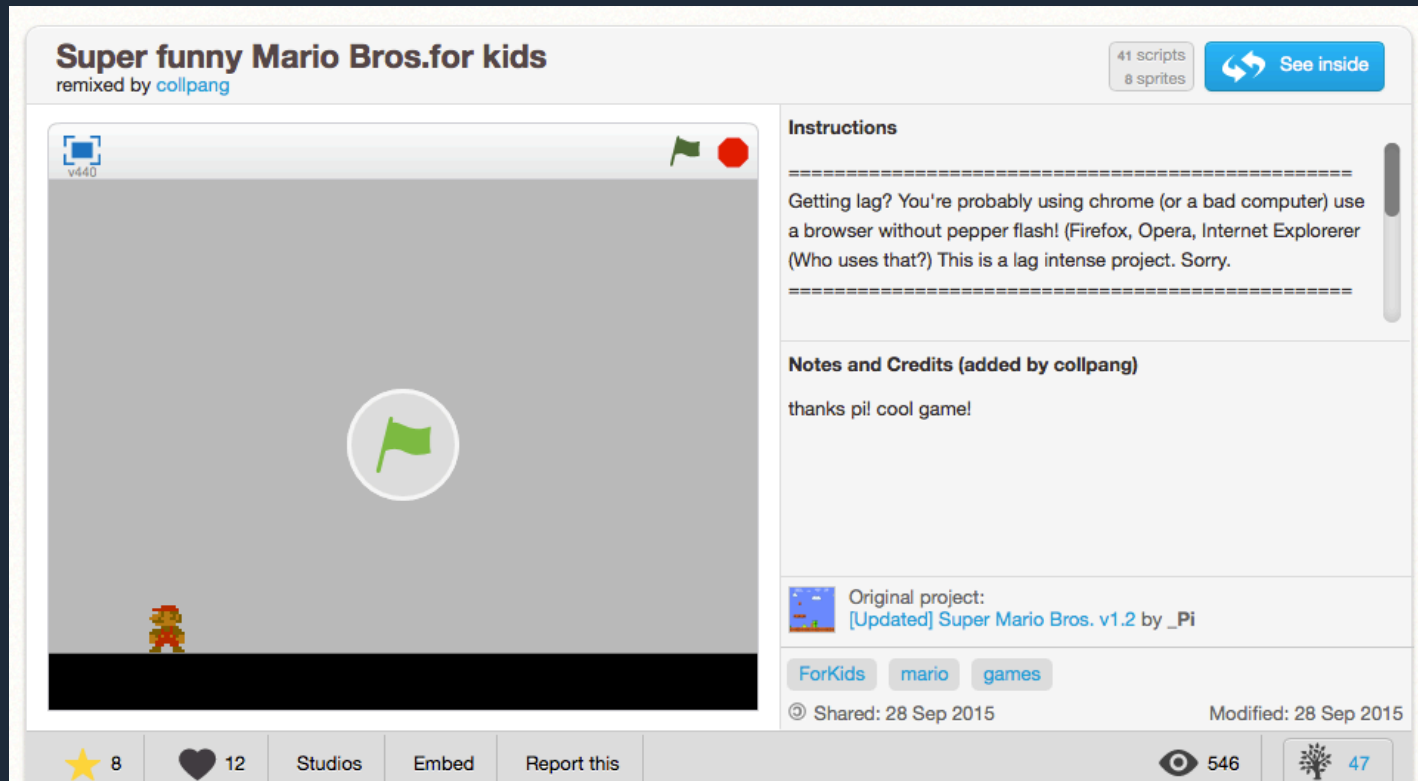 Super funny Mario Bros.for kids
remixed by collpang
41 scripts
8 sprites
See inside
v440
Instructions
=================================================
Getting lag? You're probably using chrome (or a bad computer) use
a browser without pepper flash! (Firefox, Opera, Internet Explorerer
(Who uses that?) This is a lag intense project. Sorry.
=================================================
Notes and Credits (added by collpang)
thanks pi! cool game!
Original project:
[Updated] Super Mario Bros. v1.2 by _Pi
ForKids mario games
Shared: 28 Sep 2015 Modified: 28 Sep 2015
8 12 Studios Embed Report this 546 47